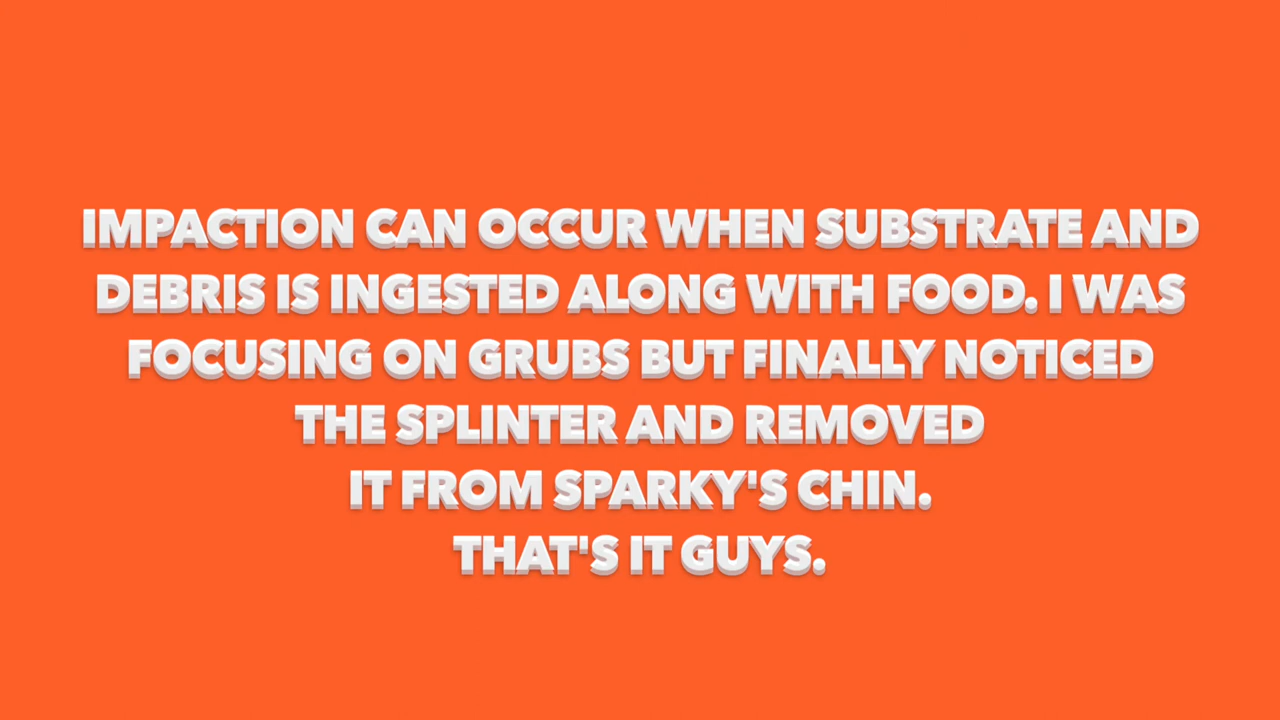 IMPACTION CAN OCCUR WHEN SUBSTRATE AND
DEBRIS IS INGESTED ALONG WITH FOOD. I WAS
FOCUSING ON GRUBS BUT FINALLY NOTICED
THE SPLINTER AND REMOVED
IT FROM SPARKY'S CHIN.
THAT'S IT GUYS.